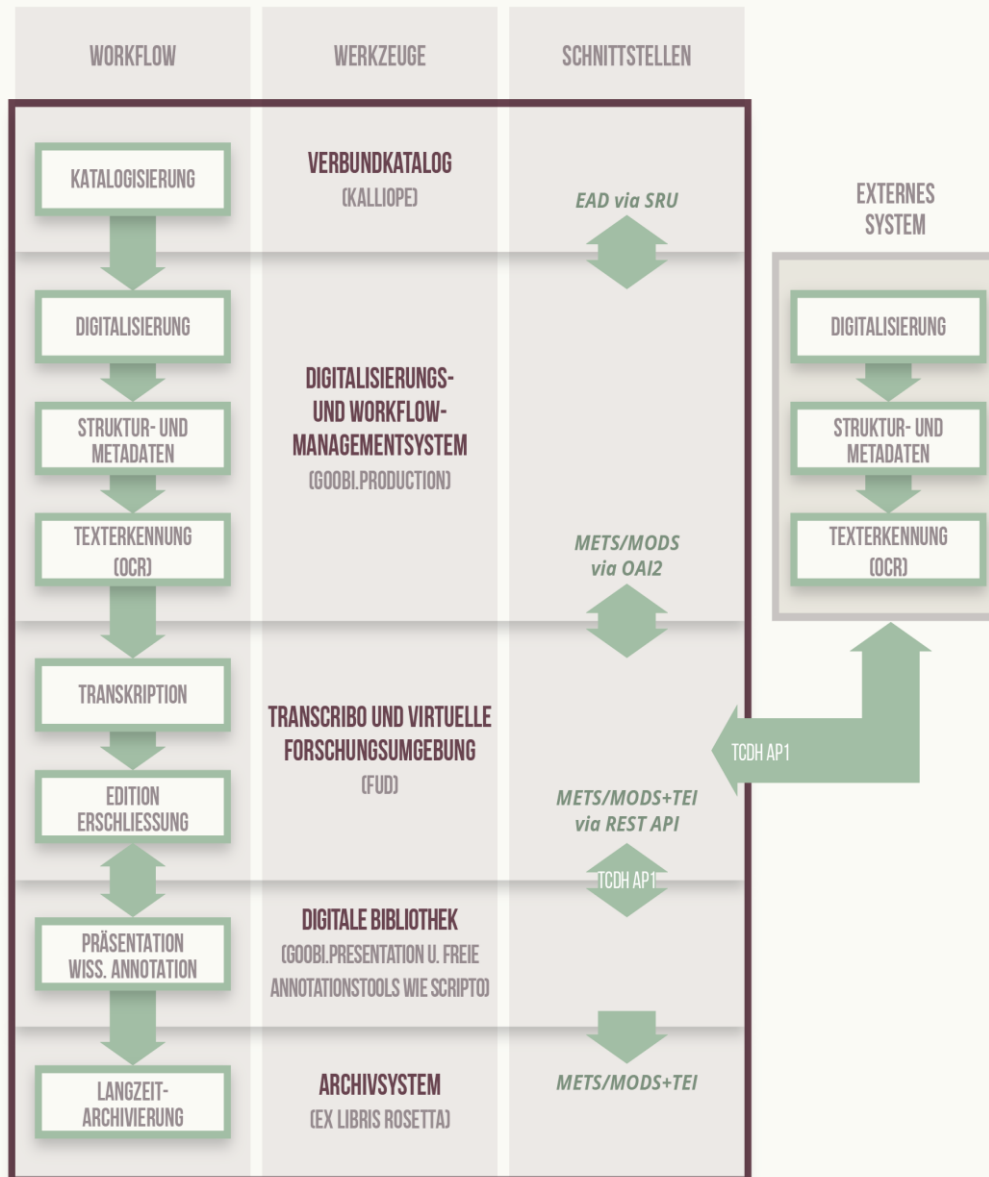 WORKFLOW
WERKZEUGE
SCHNITTSTELLEN
KATALOGISIERUNG
VERBUNDKATALOG
(KALLIOPE)
EAD via SRU
DIGITALISIERUNG
STRUKTUR- UND
METADATEN
TEXTERKENNUNG
(OCR)
DIGITALISIERUNGS-
UND WORKFLOW-
MANAGEMENTSYSTEM
(GOOBI.PRODUCTION)
METS/MODS
via OAI2
TRANSKRIPTION
EDITION
ERSCHLIESSUNG
TRANSCRIBO UND VIRTUELLE
FORSCHUNGSUMGEBUNG
(FUD)
METS/MODS+TEI
via REST API
TCDH AP1
PRÄSENTATION
WISS. ANNOTATION
DIGITALE BIBLIOTHEK
(GOOBI.PRESENTATION U. FREIE
ANNOTATIONSTOOLS WIE SCRIPTO)
LANGZEIT-
ARCHIVIERUNG
ARCHIVSYSTEM
(EX LIBRIS ROSETTA)
METS/MODS+TEI
EXTERNES
SYSTEM
DIGITALISIERUNG
STRUKTUR- UND
METADATEN
TEXTERKENNUNG
(OCR)
TCDH AP1